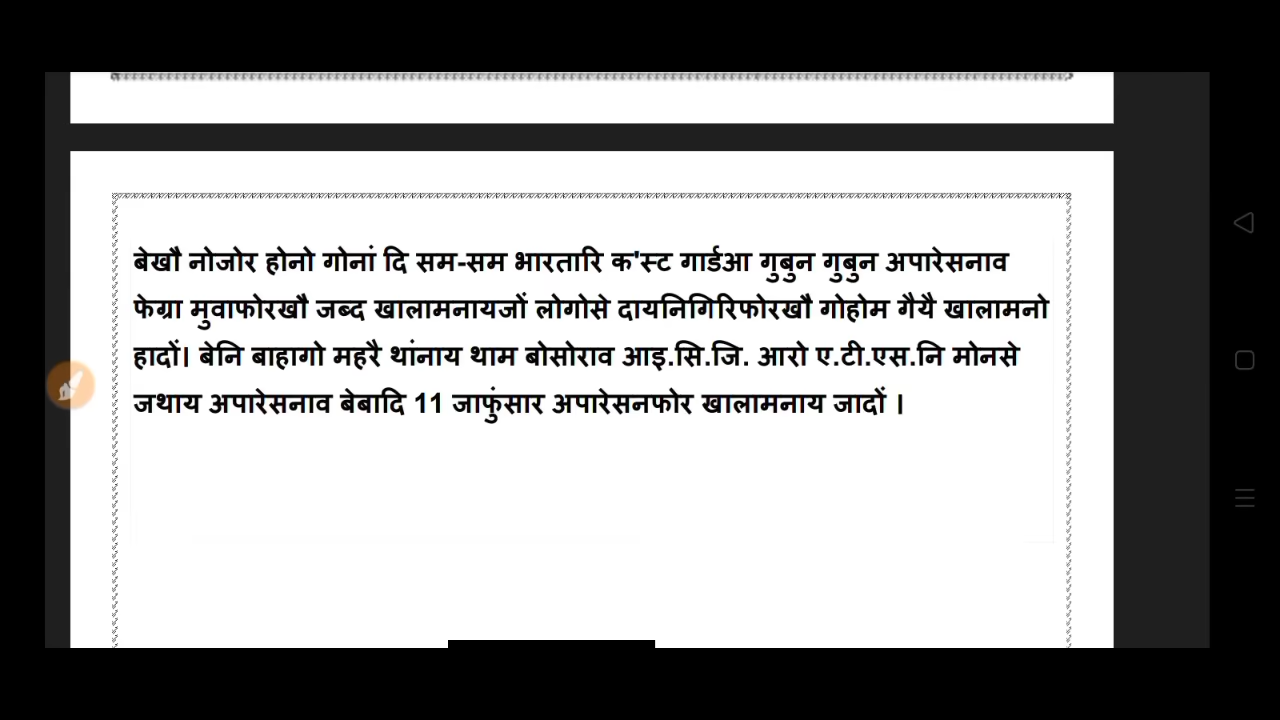 बेखौ नोजोर होनो गोनां दि सम-सम भारतारि क'स्ट गार्डआ गुबुन गुबुन अपारेसनाव
फेग्रा मुवाफोरखौ जब्द खालामनायजों लोगोसे दायनिगिरिफोरखौ गोहोम गैयै खालामनो
हादों। बेनि बाहागो महरै थांनाय थाम बोसोराव आइ.सि.जि. आरो ए.टी.एस.नि मोनसे
जथाय अपारेसनाव बेबादि 11 जाफुंसार अपारेसनफोर खालामनाय जादों ।